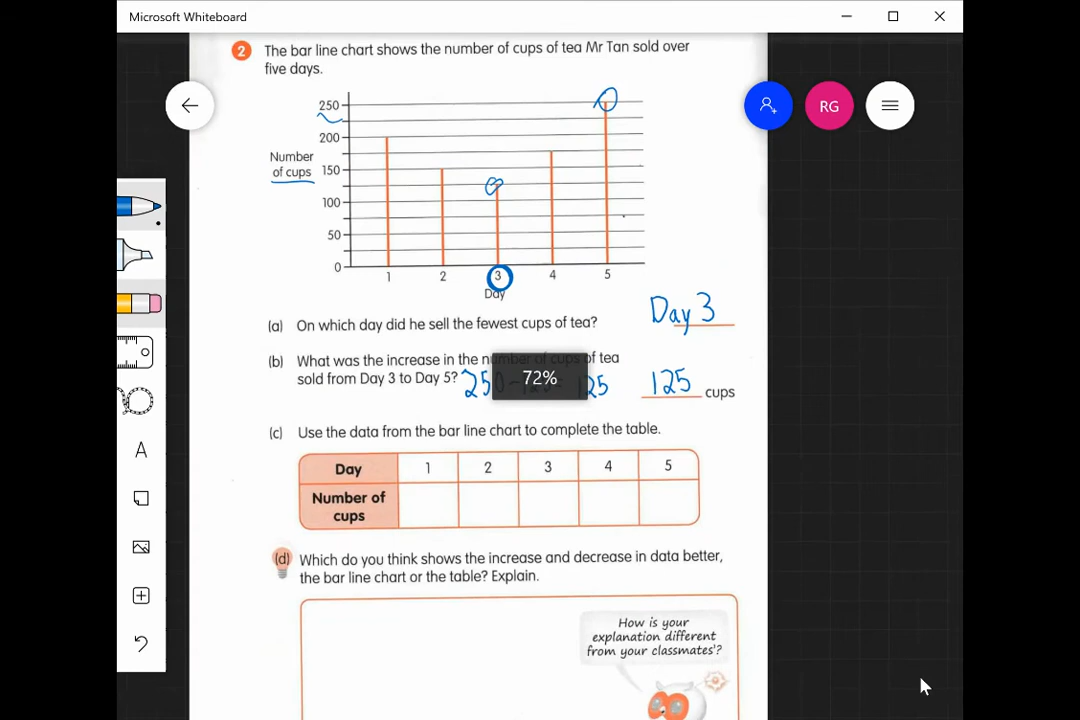 Microsoft Whiteboard
2 The bar line chart shows the number of cups of tea Mr Tan sold over
five days.
RG
250
200
Number
of cups
150
100
50
0
1 2 3 4 5
Day
(a) On which day did he sell the fewest cups of tea? Day 3
(b) What was the increase in the number of cups of tea
sold from Day 3 to Day 5? 250 - 125 = 125 125 cups
72%
(c) Use the data from the bar line chart to complete the table.
Day 1 2 3 4 5
Number of
cups
(d) Which do you think shows the increase and decrease in data better,
the bar line chart or the table? Explain.
How is your
explanation different
from your classmates'?
A